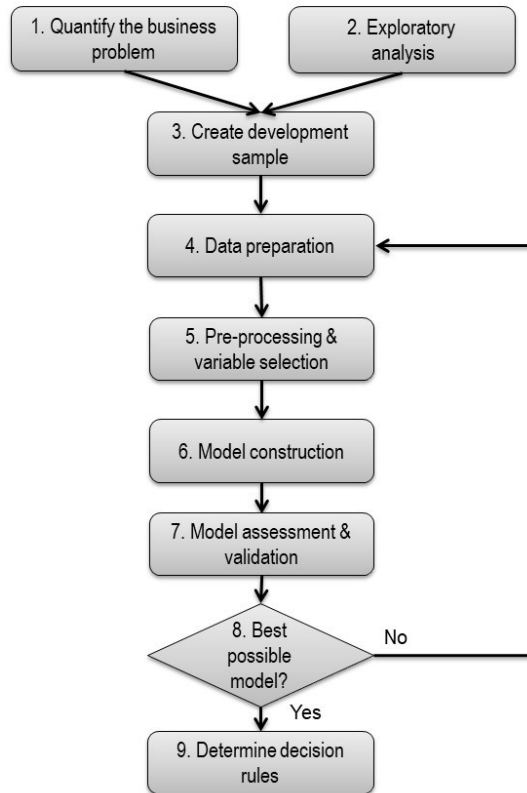 1. Quantify the business
problem
2. Exploratory
analysis
3. Create development
sample
4. Data preparation
5. Pre-processing &
variable selection
6. Model construction
7. Model assessment &
validation
8. Best
possible
model?
No
Yes
9. Determine decision
rules